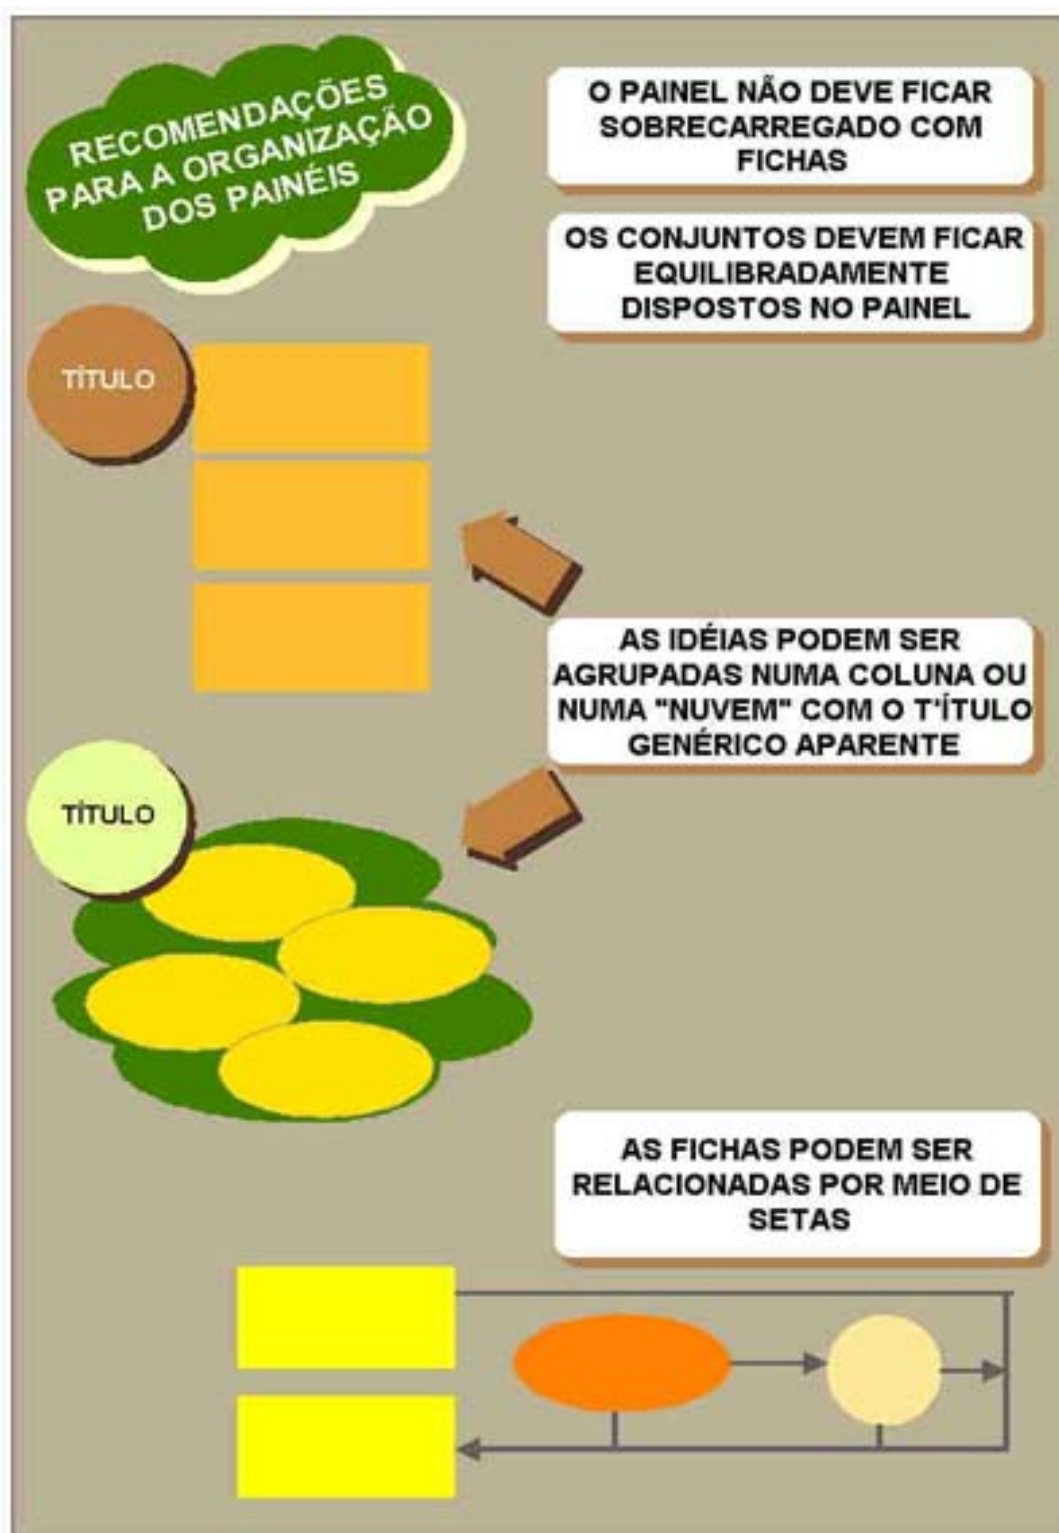 RECOMENDAÇÕES
PARA A ORGANIZAÇÃO
DOS PAINÉIS
O PAINEL NÃO DEVE FICAR
SOBRECARREGADO COM
FICHAS
OS CONJUNTOS DEVEM FICAR
EQUILIBRADAMENTE
DISPOSTOS NO PAINEL
TÍTULO
AS IDÉIAS PODEM SER
AGRUPADAS NUMA COLUNA OU
NUMA "NUVEM" COM O T'ÍTULO
GENÉRICO APARENTE
TÍTULO
AS FICHAS PODEM SER
RELACIONADAS POR MEIO DE
SETAS